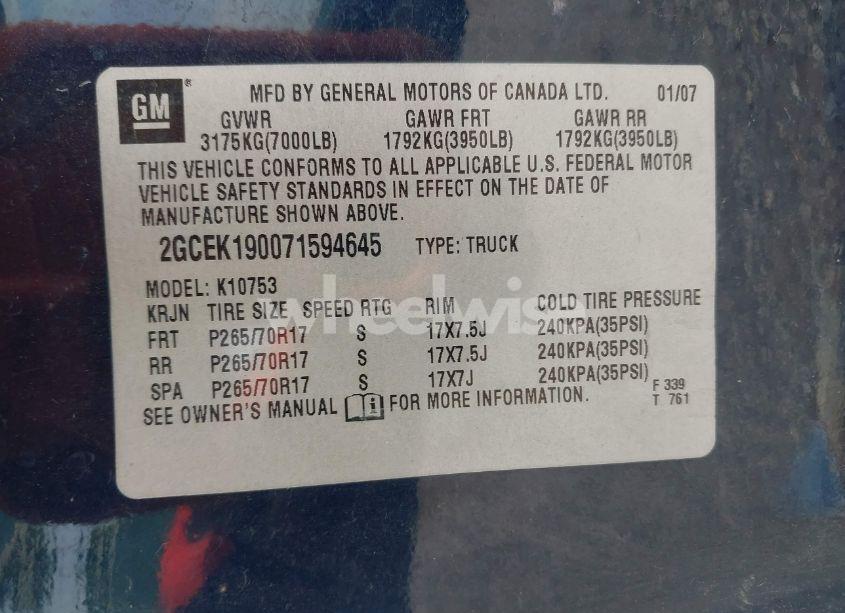 GM ® MFD BY GENERAL MOTORS OF CANADA LTD. 01/07
GVWR GAWR FRT GAWR RR
3175KG(7000LB) 1792KG(3950LB) 1792KG(3950LB)
THIS VEHICLE CONFORMS TO ALL APPLICABLE U.S. FEDERAL MOTOR
VEHICLE SAFETY STANDARDS IN EFFECT ON THE DATE OF
MANUFACTURE SHOWN ABOVE.
2GCEK190071594645 TYPE: TRUCK
MODEL: K10753
KRJN TIRE SIZE SPEED RTG RIM COLD TIRE PRESSURE
FRT P265/70R17 S 17X7.5J 240KPA(35PSI)
RR P265/70R17 S 17X7.5J 240KPA(35PSI)
SPA P265/70R17 S 17X7J 240KPA(35PSI)
SEE OWNER'S MANUAL i FOR MORE INFORMATION.
F 339
T 761
wheelwise